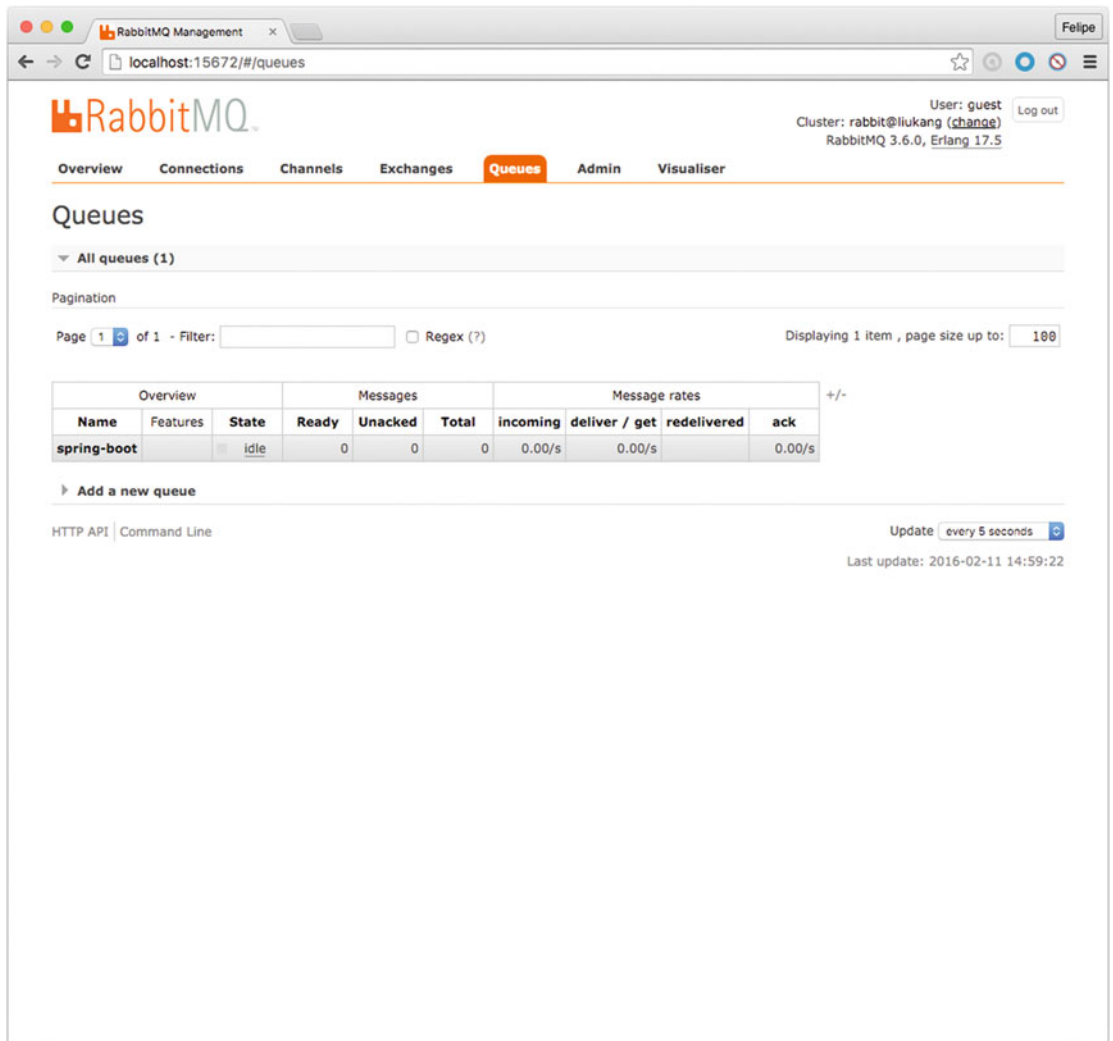 RabbitMQ Management ×
Felipe
localhost:15672/#/queues
RabbitMQ™
User: guest
Log out
Cluster: rabbit@liukang (change)
RabbitMQ 3.6.0, Erlang 17.5
Overview Connections Channels Exchanges Queues Admin Visualiser
Queues
All queues (1)
Pagination
Page 1 of 1 - Filter: Regex (?) Displaying 1 item , page size up to: 100
Overview Messages Message rates +/-
Name Features State Ready Unacked Total incoming deliver / get redelivered ack
spring-boot idle 0 0 0 0.00/s 0.00/s 0.00/s
Add a new queue
HTTP API Command Line Update every 5 seconds
Last update: 2016-02-11 14:59:22